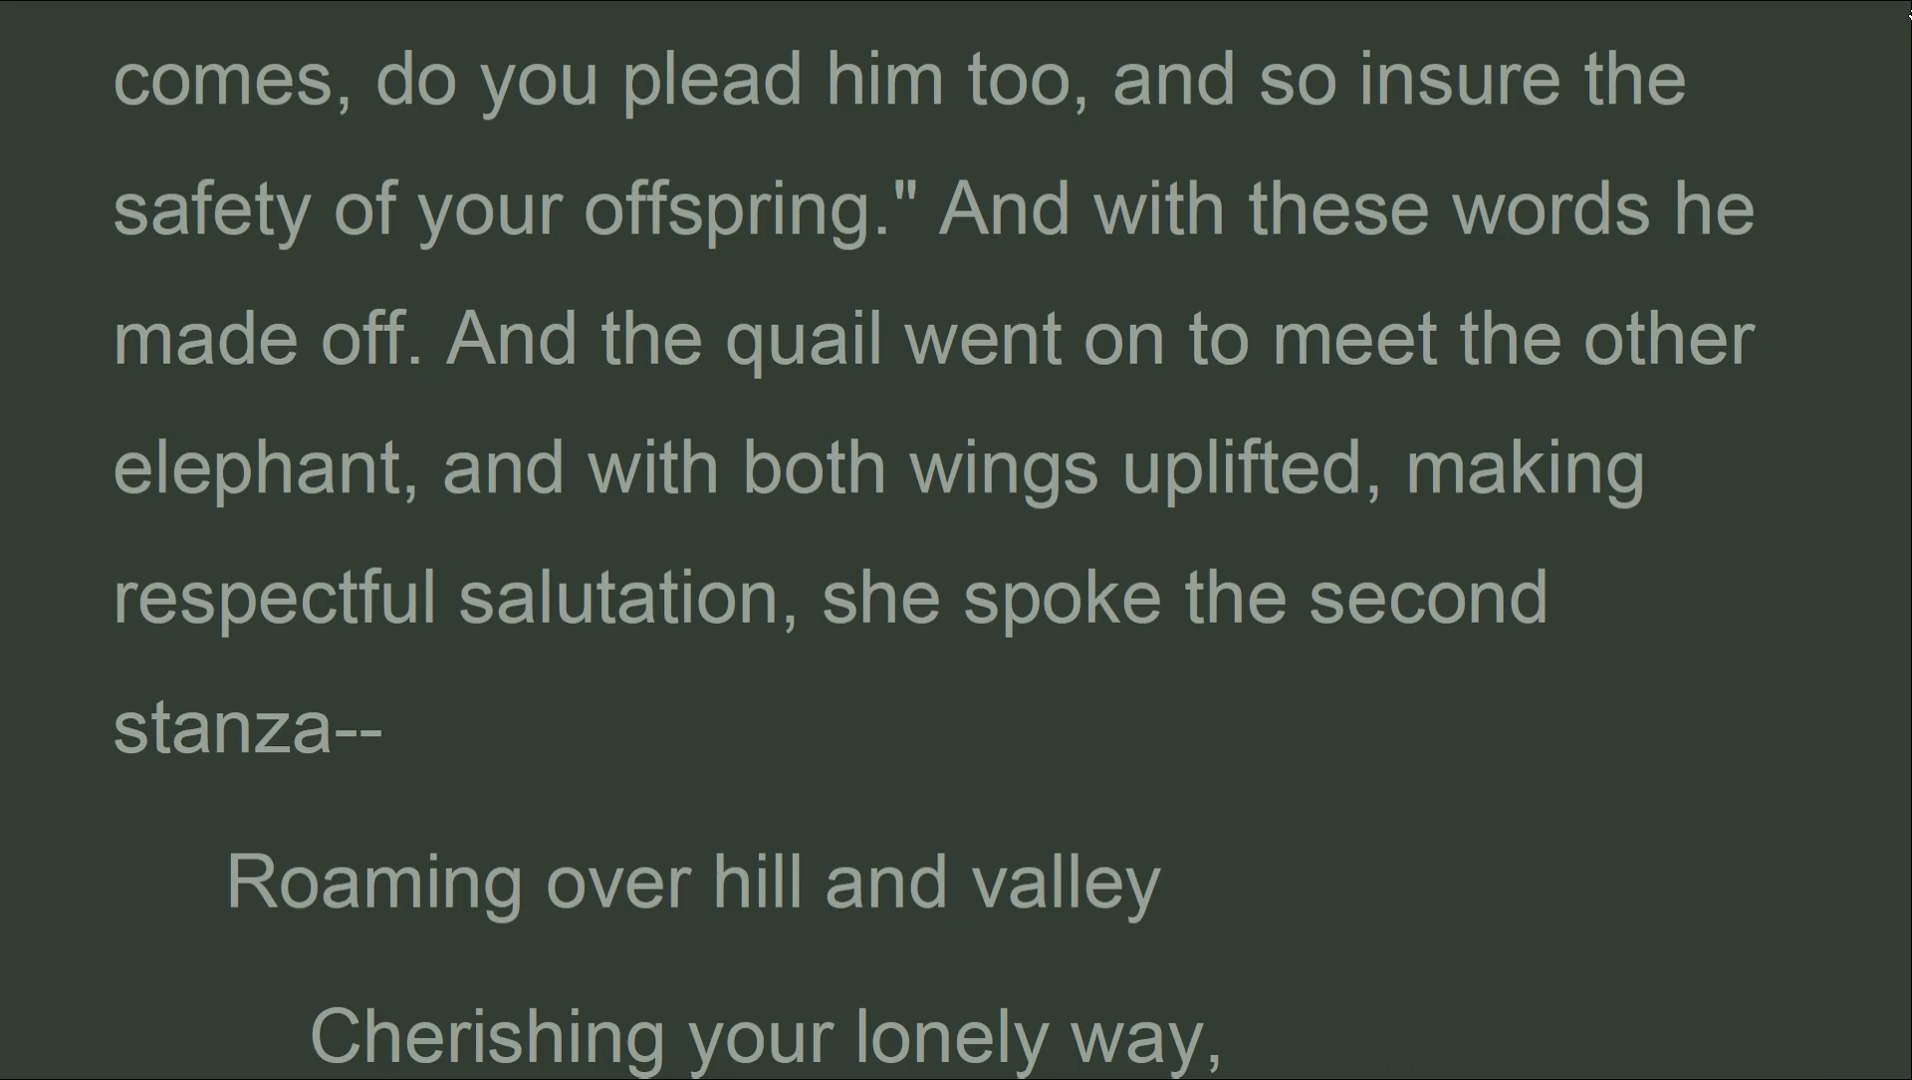 comes, do you plead him too, and so insure the
safety of your offspring." And with these words he
made off. And the quail went on to meet the other
elephant, and with both wings uplifted, making
respectful salutation, she spoke the second
stanza--
Roaming over hill and valley
Cherishing your lonely way,